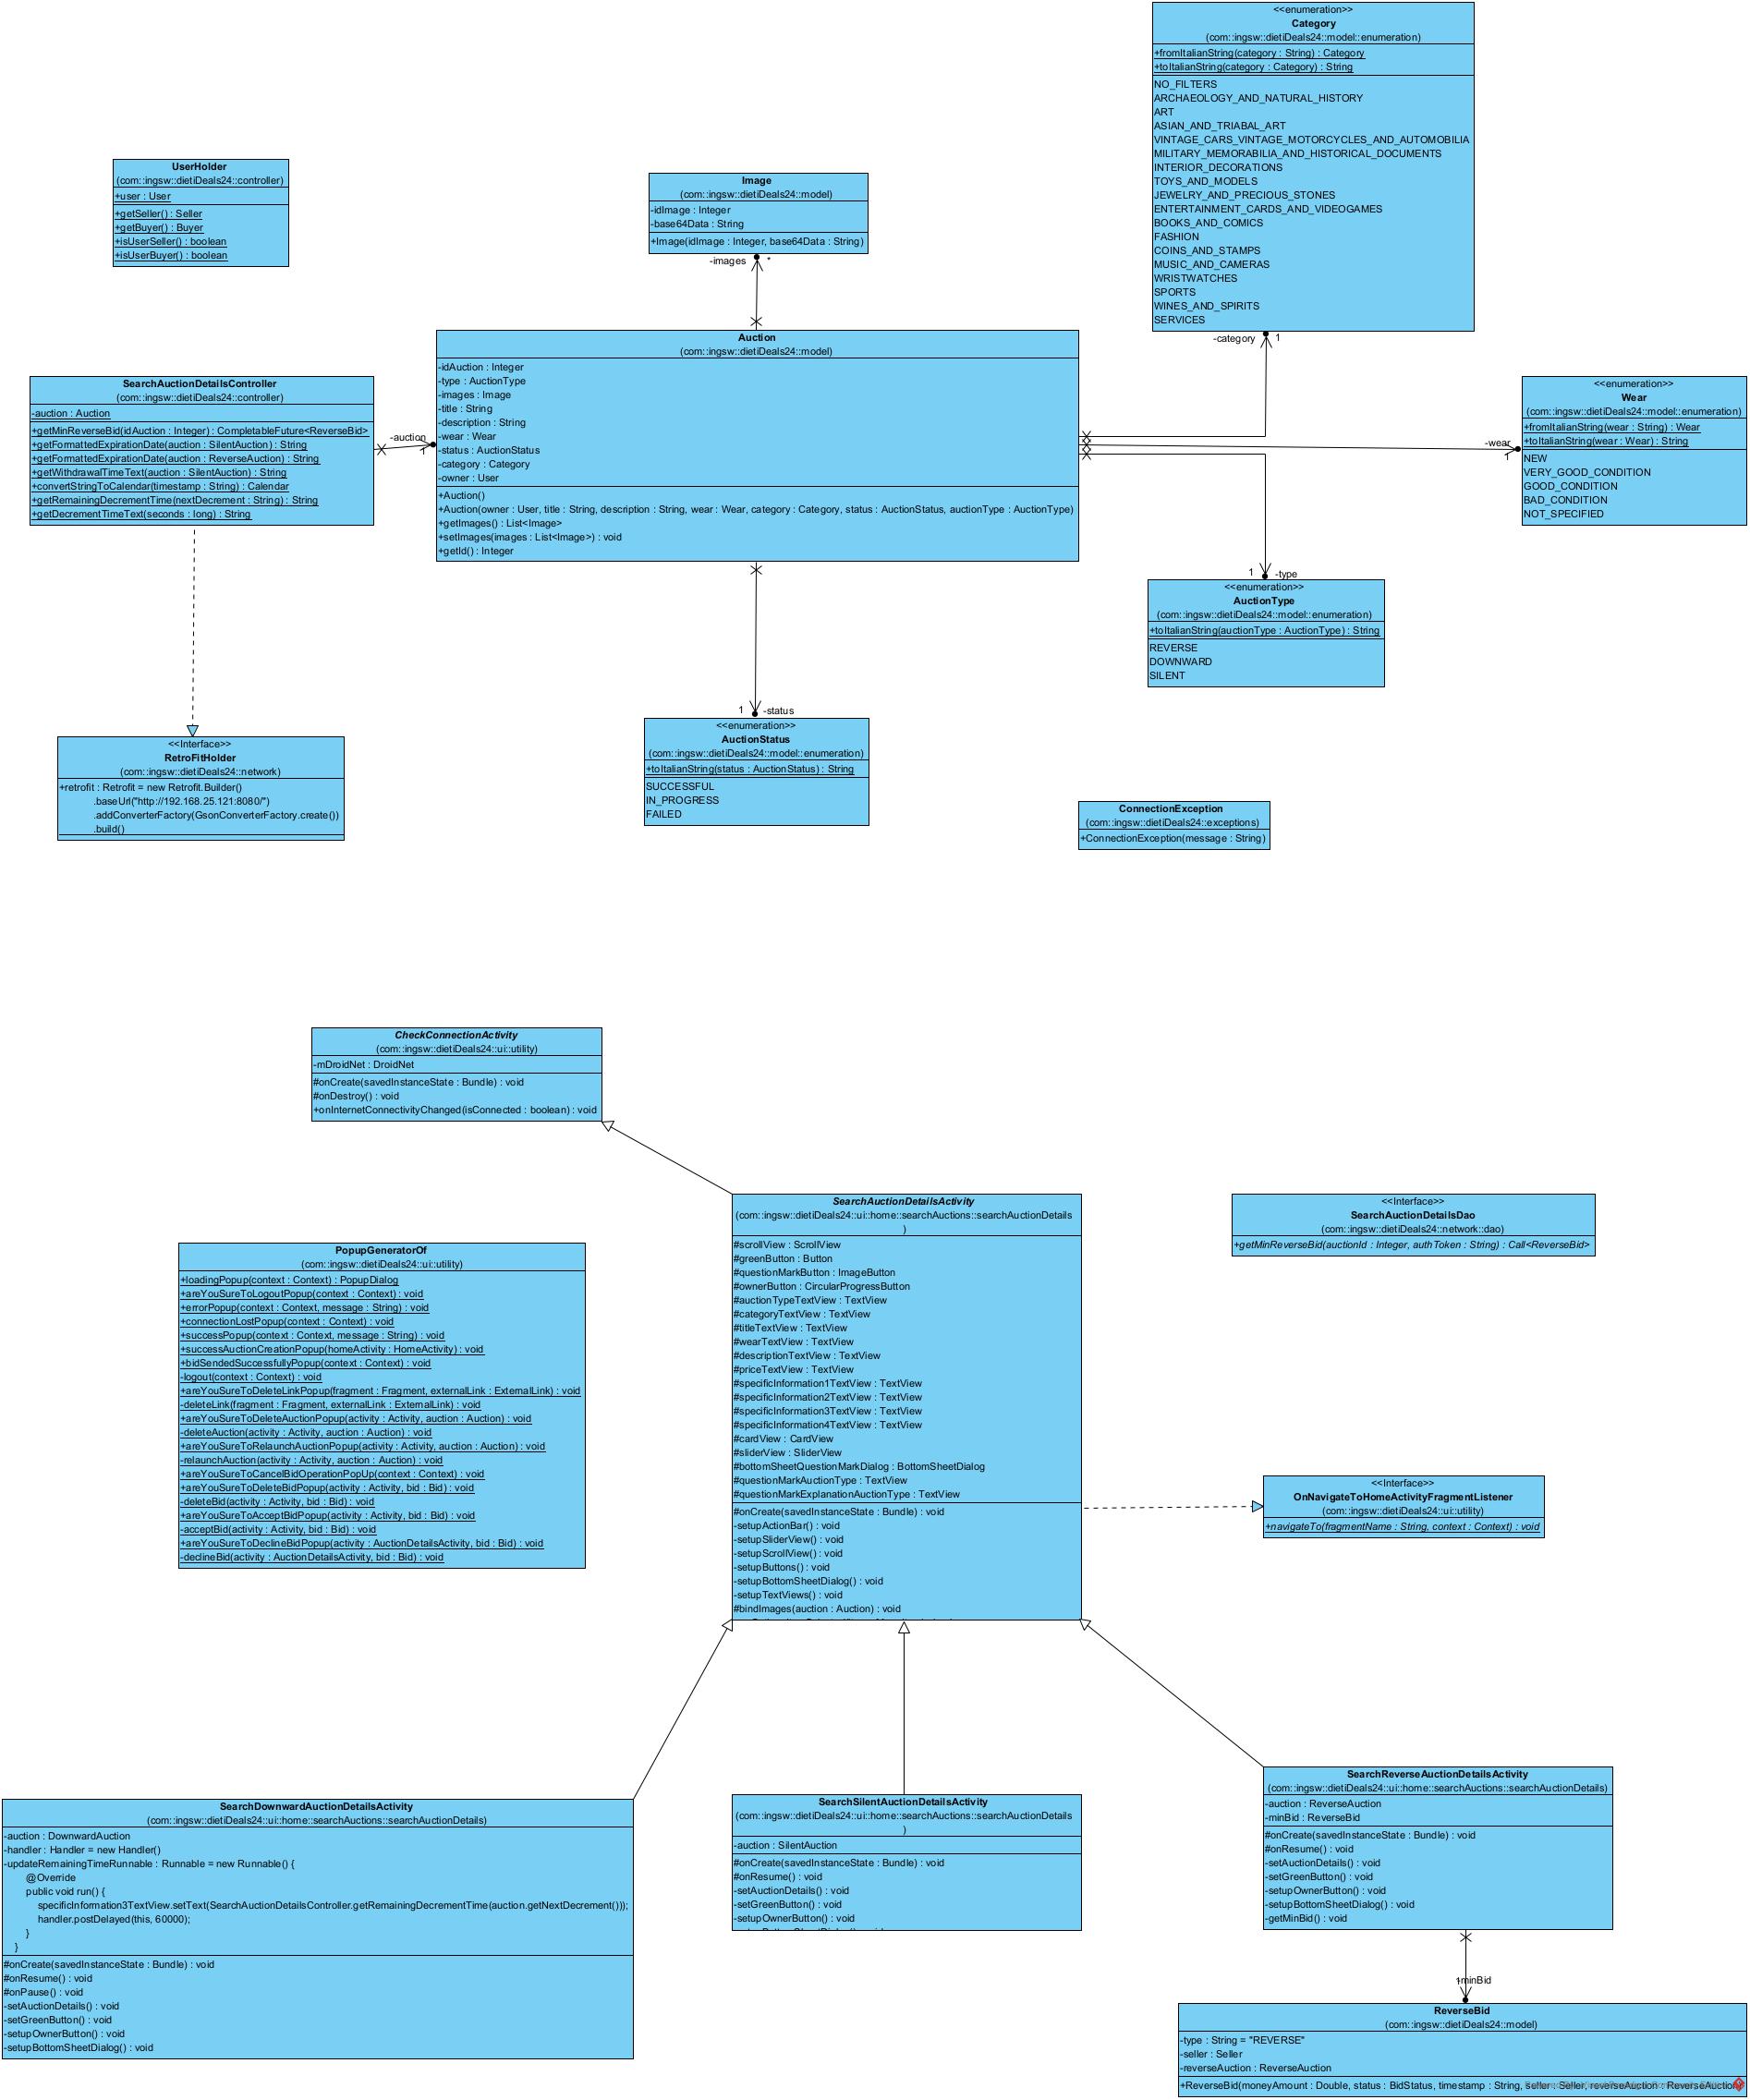 <<enumeration>>
Category
(com::ingsw::dietiDeals24::model::enumeration)
+fromItalianString(category : String) : Category
+toItalianString(category : Category) : String
NO_FILTERS
ARCHAEOLOGY_AND_NATURAL_HISTORY
ART
ASIAN_AND_TRIABAL_ART
VINTAGE_CARS_VINTAGE_MOTORCYCLES_AND_AUTOMOBILIA
MILITARY_MEMORABILIA_AND_HISTORICAL_DOCUMENTS
INTERIOR_DECORATIONS
TOYS_AND_MODELS
JEWELRY_AND_PRECIOUS_STONES
ENTERTAINMENT_CARDS_AND_VIDEOGAMES
BOOKS_AND_COMICS
FASHION
COINS_AND_STAMPS
MUSIC_AND_CAMERAS
WRISTWATCHES
SPORTS
WINES_AND_SPIRITS
SERVICES
UserHolder
(com::ingsw::dietiDeals24::controller)
+user : User
+getSeller() : Seller
+getBuyer() : Buyer
+isUserSeller() : boolean
+isUserBuyer() : boolean
Image
(com::ingsw::dietiDeals24::model)
-idImage : Integer
-base64Data : String
+Image(idImage : Integer, base64Data : String)
-images
*
-category
1
Auction
(com::ingsw::dietiDeals24::model)
-idAuction : Integer
-type : AuctionType
-images : Image
-title : String
-description : String
-wear : Wear
-status : AuctionStatus
-category : Category
-owner : User
+Auction()
+Auction(owner : User, title : String, description : String, wear : Wear, category : Category, status : AuctionStatus, auctionType : AuctionType)
+getImages() : List<Image>
+setImages(images : List<Image>) : void
+getId() : Integer
SearchAuctionDetailsController
(com::ingsw::dietiDeals24::controller)
-auction : Auction
+getMinReverseBid(idAuction : Integer) : CompletableFuture<ReverseBid>
+getFormattedExpirationDate(auction : SilentAuction) : String
+getFormattedExpirationDate(auction : ReverseAuction) : String
+getWithdrawalTimeText(auction : SilentAuction) : String
+convertStringToCalendar(timestamp : String) : Calendar
+getRemainingDecrementTime(nextDecrement : String) : String
+getDecrementTimeText(seconds : long) : String
-auction
1
<<enumeration>>
Wear
(com::ingsw::dietiDeals24::model::enumeration)
+fromItalianString(wear : String) : Wear
+toItalianString(wear : Wear) : String
NEW
VERY_GOOD_CONDITION
GOOD_CONDITION
BAD_CONDITION
NOT_SPECIFIED
-wear
1
1
-type
<<enumeration>>
AuctionType
(com::ingsw::dietiDeals24::model::enumeration)
+toItalianString(auctionType : AuctionType) : String
REVERSE
DOWNWARD
SILENT
1
-status
<<enumeration>>
AuctionStatus
(com::ingsw::dietiDeals24::model::enumeration)
+toItalianString(status : AuctionStatus) : String
SUCCESSFUL
IN_PROGRESS
FAILED
<<Interface>>
RetroFitHolder
(com::ingsw::dietiDeals24::network)
+retrofit : Retrofit = new Retrofit.Builder()
.baseUrl("http://192.168.25.121:8080/")
.addConverterFactory(GsonConverterFactory.create())
.build()
ConnectionException
(com::ingsw::dietiDeals24::exceptions)
+ConnectionException(message : String)
CheckConnectionActivity
(com::ingsw::dietiDeals24::ui::utility)
-mDroidNet : DroidNet
#onCreate(savedInstanceState : Bundle) : void
#onDestroy() : void
+onInternetConnectivityChanged(isConnected : boolean) : void
SearchAuctionDetailsActivity
(com::ingsw::dietiDeals24::ui::home::searchAuctions::searchAuctionDetails
)
#scrollView : ScrollView
#greenButton : Button
#questionMarkButton : ImageButton
#ownerButton : CircularProgressButton
#auctionTypeTextView : TextView
#categoryTextView : TextView
#titleTextView : TextView
#wearTextView : TextView
#descriptionTextView : TextView
#priceTextView : TextView
#specificInformation1TextView : TextView
#specificInformation2TextView : TextView
#specificInformation3TextView : TextView
#specificInformation4TextView : TextView
#cardView : CardView
#sliderView : SliderView
#bottomSheetQuestionMarkDialog : BottomSheetDialog
#questionMarkAuctionType : TextView
#questionMarkExplanationAuctionType : TextView
#onCreate(savedInstanceState : Bundle) : void
-setupActionBar() : void
-setupSliderView() : void
-setupScrollView() : void
-setupButtons() : void
-setupBottomSheetDialog() : void
-setupTextViews() : void
#bindImages(auction : Auction) : void
<<Interface>>
SearchAuctionDetailsDao
(com::ingsw::dietiDeals24::network::dao)
+getMinReverseBid(auctionId : Integer, authToken : String) : Call<ReverseBid>
PopupGeneratorOf
(com::ingsw::dietiDeals24::ui::utility)
+loadingPopup(context : Context) : PopupDialog
+areYouSureToLogoutPopup(context : Context) : void
+errorPopup(context : Context, message : String) : void
+connectionLostPopup(context : Context) : void
+successPopup(context : Context, message : String) : void
+successAuctionCreationPopup(homeActivity : HomeActivity) : void
+bidSendedSuccessfullyPopup(context : Context) : void
-logout(context : Context) : void
+areYouSureToDeleteLinkPopup(fragment : Fragment, externalLink : ExternalLink) : void
-deleteLink(fragment : Fragment, externalLink : ExternalLink) : void
+areYouSureToDeleteAuctionPopup(activity : Activity, auction : Auction) : void
-deleteAuction(activity : Activity, auction : Auction) : void
+areYouSureToRelaunchAuctionPopup(activity : Activity, auction : Auction) : void
-relaunchAuction(activity : Activity, auction : Auction) : void
+areYouSureToCancelBidOperationPopUp(context : Context) : void
+areYouSureToDeleteBidPopup(activity : Activity, bid : Bid) : void
-deleteBid(activity : Activity, bid : Bid) : void
+areYouSureToAcceptBidPopup(activity : Activity, bid : Bid) : void
-acceptBid(activity : Activity, bid : Bid) : void
+areYouSureToDeclineBidPopup(activity : AuctionDetailsActivity, bid : Bid) : void
-declineBid(activity : AuctionDetailsActivity, bid : Bid) : void
<<Interface>>
OnNavigateToHomeActivityFragmentListener
(com::ingsw::dietiDeals24::ui::utility)
+navigateTo(fragmentName : String, context : Context) : void
SearchDownwardAuctionDetailsActivity
(com::ingsw::dietiDeals24::ui::home::searchAuctions::searchAuctionDetails)
-auction : DownwardAuction
-handler : Handler = new Handler()
-updateRemainingTimeRunnable : Runnable = new Runnable() {
@Override
public void run() {
specificInformation3TextView.setText(SearchAuctionDetailsController.getRemainingDecrementTime(auction.getNextDecrement()));
handler.postDelayed(this, 60000);
}
}
#onCreate(savedInstanceState : Bundle) : void
#onResume() : void
#onPause() : void
-setAuctionDetails() : void
-setGreenButton() : void
-setupOwnerButton() : void
-setupBottomSheetDialog() : void
SearchSilentAuctionDetailsActivity
(com::ingsw::dietiDeals24::ui::home::searchAuctions::searchAuctionDetails
)
-auction : SilentAuction
#onCreate(savedInstanceState : Bundle) : void
#onResume() : void
-setAuctionDetails() : void
-setGreenButton() : void
-setupOwnerButton() : void
SearchReverseAuctionDetailsActivity
(com::ingsw::dietiDeals24::ui::home::searchAuctions::searchAuctionDetails)
-auction : ReverseAuction
-minBid : ReverseBid
#onCreate(savedInstanceState : Bundle) : void
#onResume() : void
-setAuctionDetails() : void
-setGreenButton() : void
-setupOwnerButton() : void
-setupBottomSheetDialog() : void
-getMinBid() : void
-minBid
ReverseBid
(com::ingsw::dietiDeals24::model)
-type : String = "REVERSE"
-seller : Seller
-reverseAuction : ReverseAuction
+ReverseBid(moneyAmount : Double, status : BidStatus, timestamp : String, seller : Seller, reverseAuction : ReverseAuction)